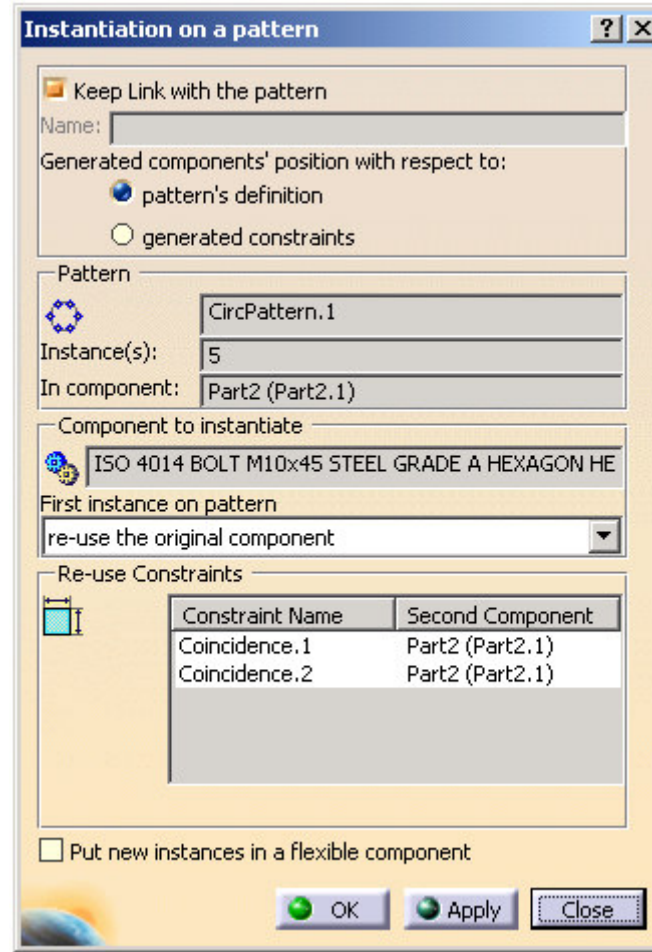 Instantiation on a pattern
Keep Link with the pattern
Name:
Generated components' position with respect to:
pattern's definition
generated constraints
Pattern
CircPattern.1
Instance(s): 5
In component: Part2 (Part2.1)
Component to instantiate
ISO 4014 BOLT M10x45 STEEL GRADE A HEXAGON HE
First instance on pattern
re-use the original component
Re-use Constraints
Constraint Name Second Component
Coincidence.1 Part2 (Part2.1)
Coincidence.2 Part2 (Part2.1)
Put new instances in a flexible component
OK Apply Close